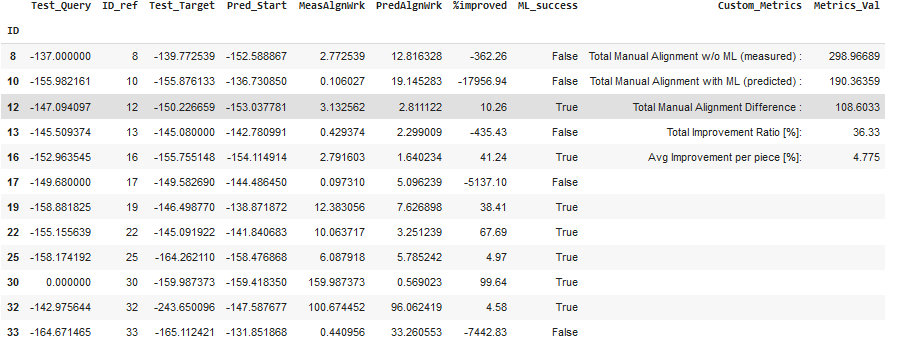 Test_Query ID_ref Test_Target Pred_Start MeasAlgnWrk PredAlgnWrk %improved ML_success Custom_Metrics Metrics_Val
ID
8 -137.000000 8 -139.772539 -152.588867 2.772539 12.816328 -362.26 False Total Manual Alignment w/o ML (measured) : 298.96689
10 -155.982161 10 -155.876133 -136.730850 0.106027 19.145283 -17956.94 False Total Manual Alignment with ML (predicted) : 190.36359
12 -147.094097 12 -150.226659 -153.037781 3.132562 2.811122 10.26 True Total Manual Alignment Difference : 108.6033
13 -145.509374 13 -145.080000 -142.780991 0.429374 2.299009 -435.43 False Total Improvement Ratio [%]: 36.33
16 -152.963545 16 -155.755148 -154.114914 2.791603 1.640234 41.24 True Avg Improvement per piece [%]: 4.775
17 -149.680000 17 -149.582690 -144.486450 0.097310 5.096239 -5137.10 False
19 -158.881825 19 -146.498770 -138.871872 12.383056 7.626898 38.41 True
22 -155.155639 22 -145.091922 -141.840683 10.063717 3.251239 67.69 True
25 -158.174192 25 -164.262110 -158.476868 6.087918 5.785242 4.97 True
30 0.000000 30 -159.987373 -159.418350 159.987373 0.569023 99.64 True
32 -142.975644 32 -243.650096 -147.587677 100.674452 96.062419 4.58 True
33 -164.671465 33 -165.112421 -131.851868 0.440956 33.260553 -7442.83 False